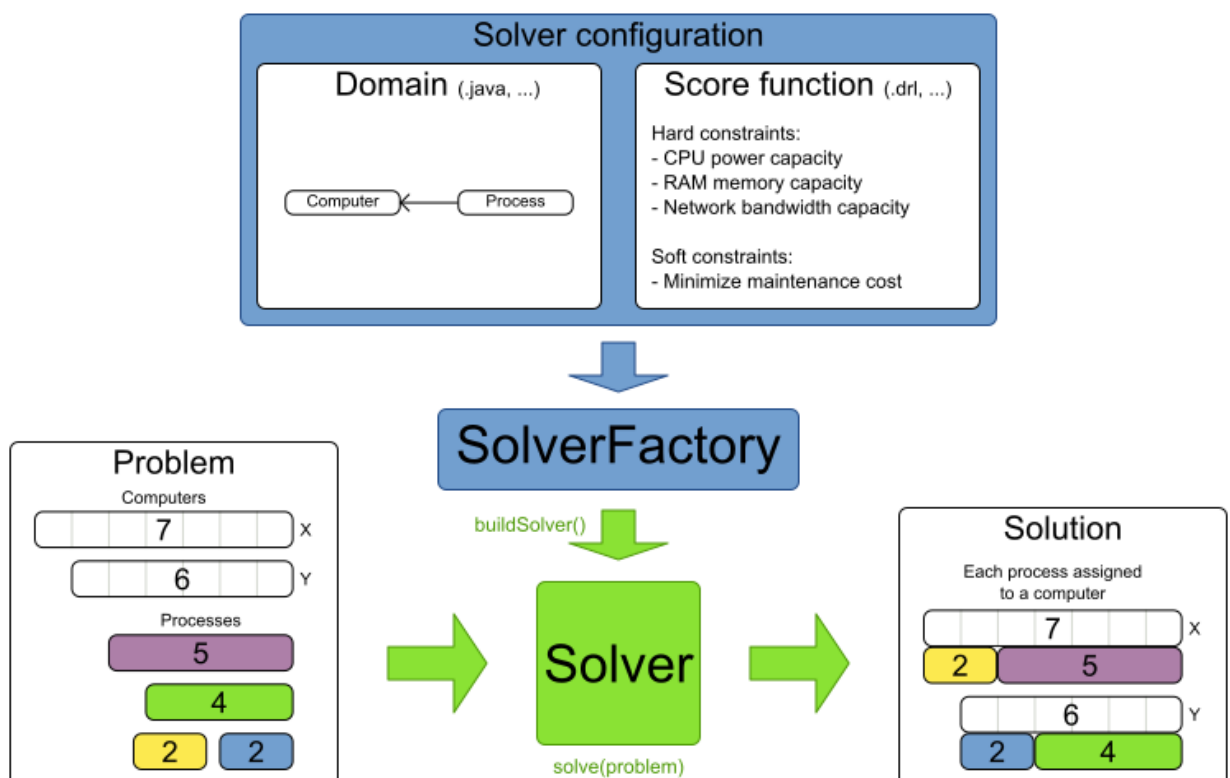 Solver configuration
Domain (.java, ...)
Computer
Process
Score function (.drl, ...)
Hard constraints:
- CPU power capacity
- RAM memory capacity
- Network bandwidth capacity
Soft constraints:
- Minimize maintenance cost
SolverFactory
buildSolver()
Problem
Computers
7 X
6 Y
Processes
5
4
2 2
Solver
solve(problem)
Solution
Each process assigned
to a computer
7 X
2 5
6 Y
2 4